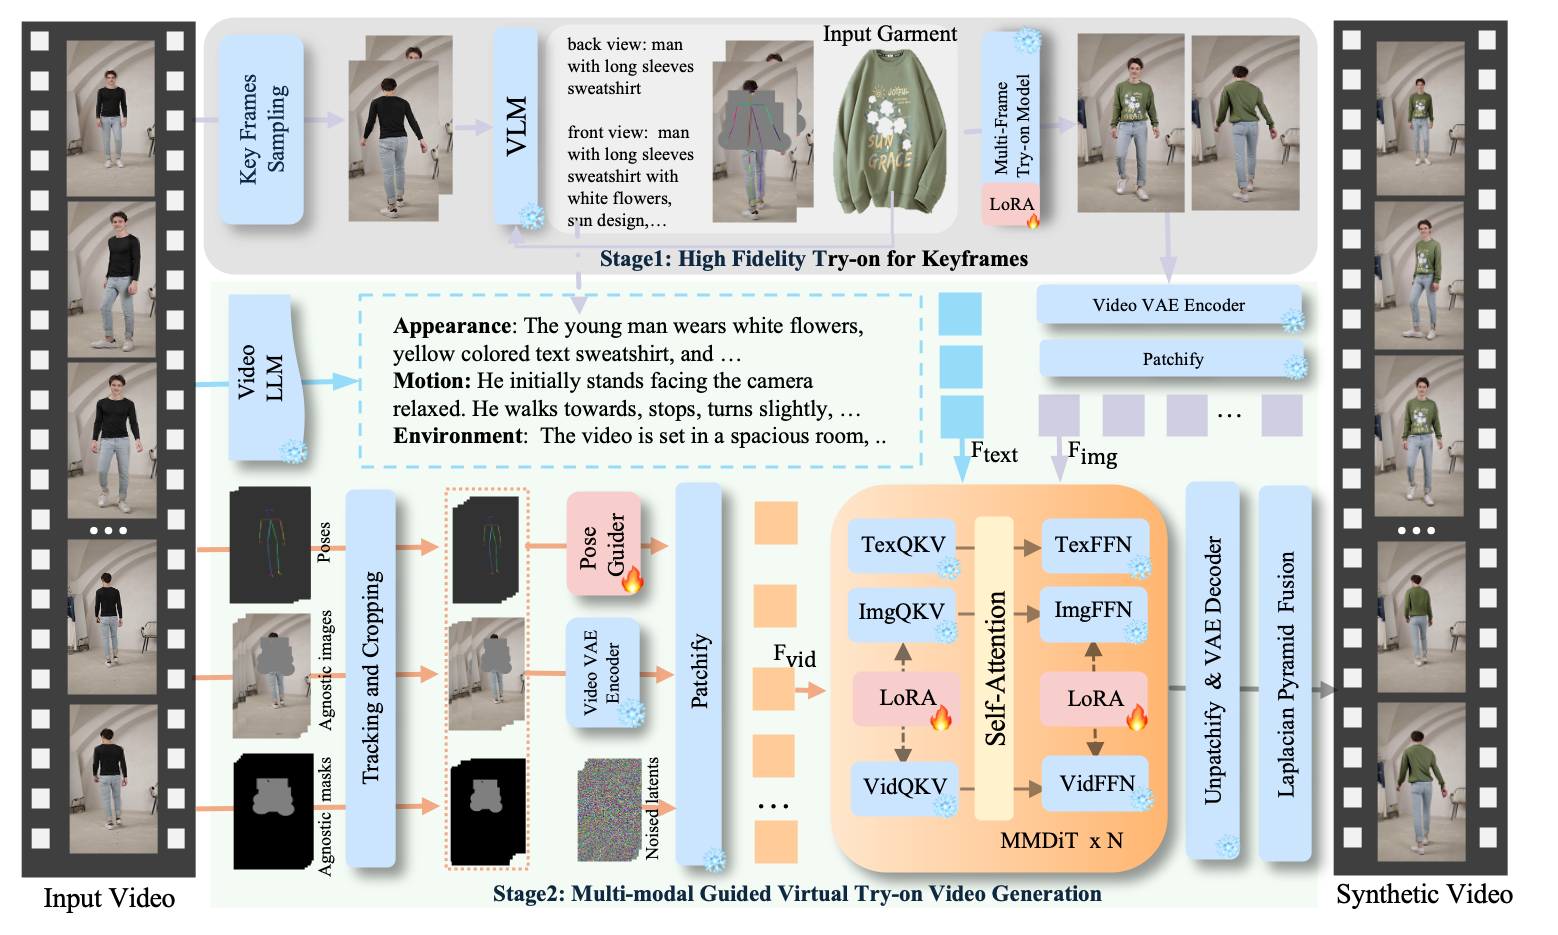 Key Frames
Sampling
VLM
back view: man
with long sleeves
sweatshirt
front view: man
with long sleeves
sweatshirt with
white flowers,
sun design,...
Input Garment
JOYFUL
SUN
GRACE
Multi-Frame
Try-on Model
LoRA
Stage1: High Fidelity Try-on for Keyframes
Video
LLM
Appearance: The young man wears white flowers,
yellow colored text sweatshirt, and ...
Motion: He initially stands facing the camera
relaxed. He walks towards, stops, turns slightly, ...
Environment: The video is set in a spacious room, ..
Video VAE Encoder
Patchify
...
Ftext
Fimg
Poses
Agnostic images
Agnostic masks
Tracking and Cropping
Pose
Guider
Video VAE
Encoder
Noised latents
Patchify
Fvid
...
TexQKV
ImgQKV
LoRA
VidQKV
Self-Attention
TexFFN
ImgFFN
LoRA
VidFFN
MMDiT x N
Unpatchify & VAE Decoder
Laplacian Pyramid Fusion
Stage2: Multi-modal Guided Virtual Try-on Video Generation
Input Video
Synthetic Video